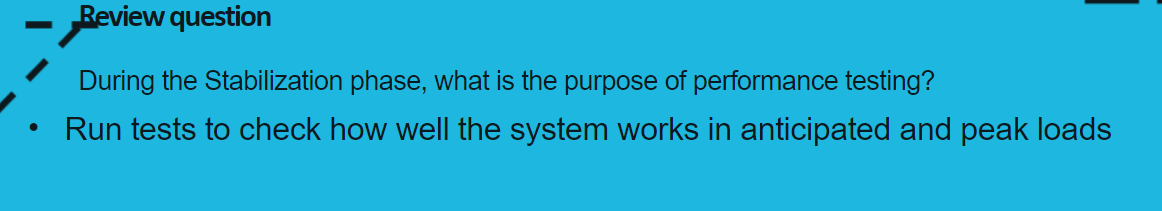 Review question
During the Stabilization phase, what is the purpose of performance testing?
• Run tests to check how well the system works in anticipated and peak loads